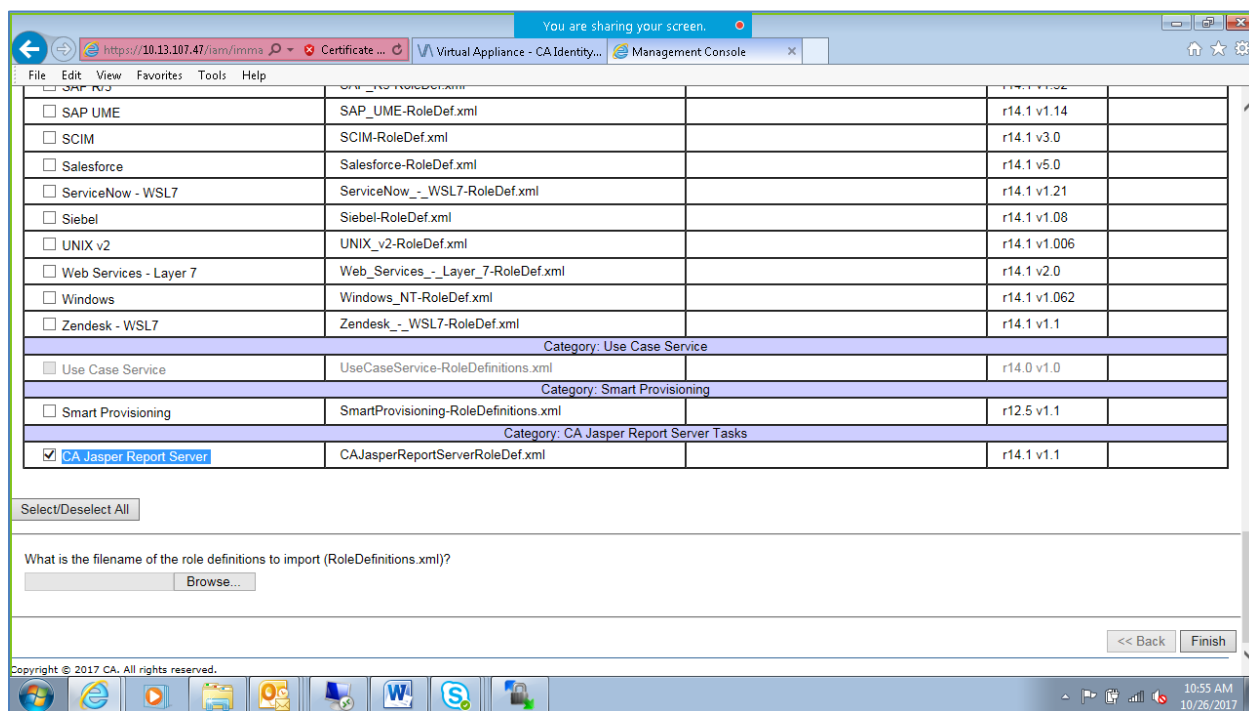 You are sharing your screen.
https://10.13.107.47/iam/imma Certificate ... Virtual Appliance - CA Identity... Management Console
File Edit View Favorites Tools Help
SAP UME SAP_UME-RoleDef.xml r14.1 v1.14
SCIM SCIM-RoleDef.xml r14.1 v3.0
Salesforce Salesforce-RoleDef.xml r14.1 v5.0
ServiceNow - WSL7 ServiceNow_-_WSL7-RoleDef.xml r14.1 v1.21
Siebel Siebel-RoleDef.xml r14.1 v1.08
UNIX v2 UNIX_v2-RoleDef.xml r14.1 v1.006
Web Services - Layer 7 Web_Services_-_Layer_7-RoleDef.xml r14.1 v2.0
Windows Windows_NT-RoleDef.xml r14.1 v1.062
Zendesk - WSL7 Zendesk_-_WSL7-RoleDef.xml r14.1 v1.1
Category: Use Case Service
Use Case Service UseCaseService-RoleDefinitions.xml r14.0 v1.0
Category: Smart Provisioning
Smart Provisioning SmartProvisioning-RoleDefinitions.xml r12.5 v1.1
Category: CA Jasper Report Server Tasks
CA Jasper Report Server CAJasperReportServerRoleDef.xml r14.1 v1.1
Select/Deselect All
What is the filename of the role definitions to import (RoleDefinitions.xml)?
Browse...
<< Back Finish
Copyright © 2017 CA. All rights reserved.
10:55 AM
10/26/2017